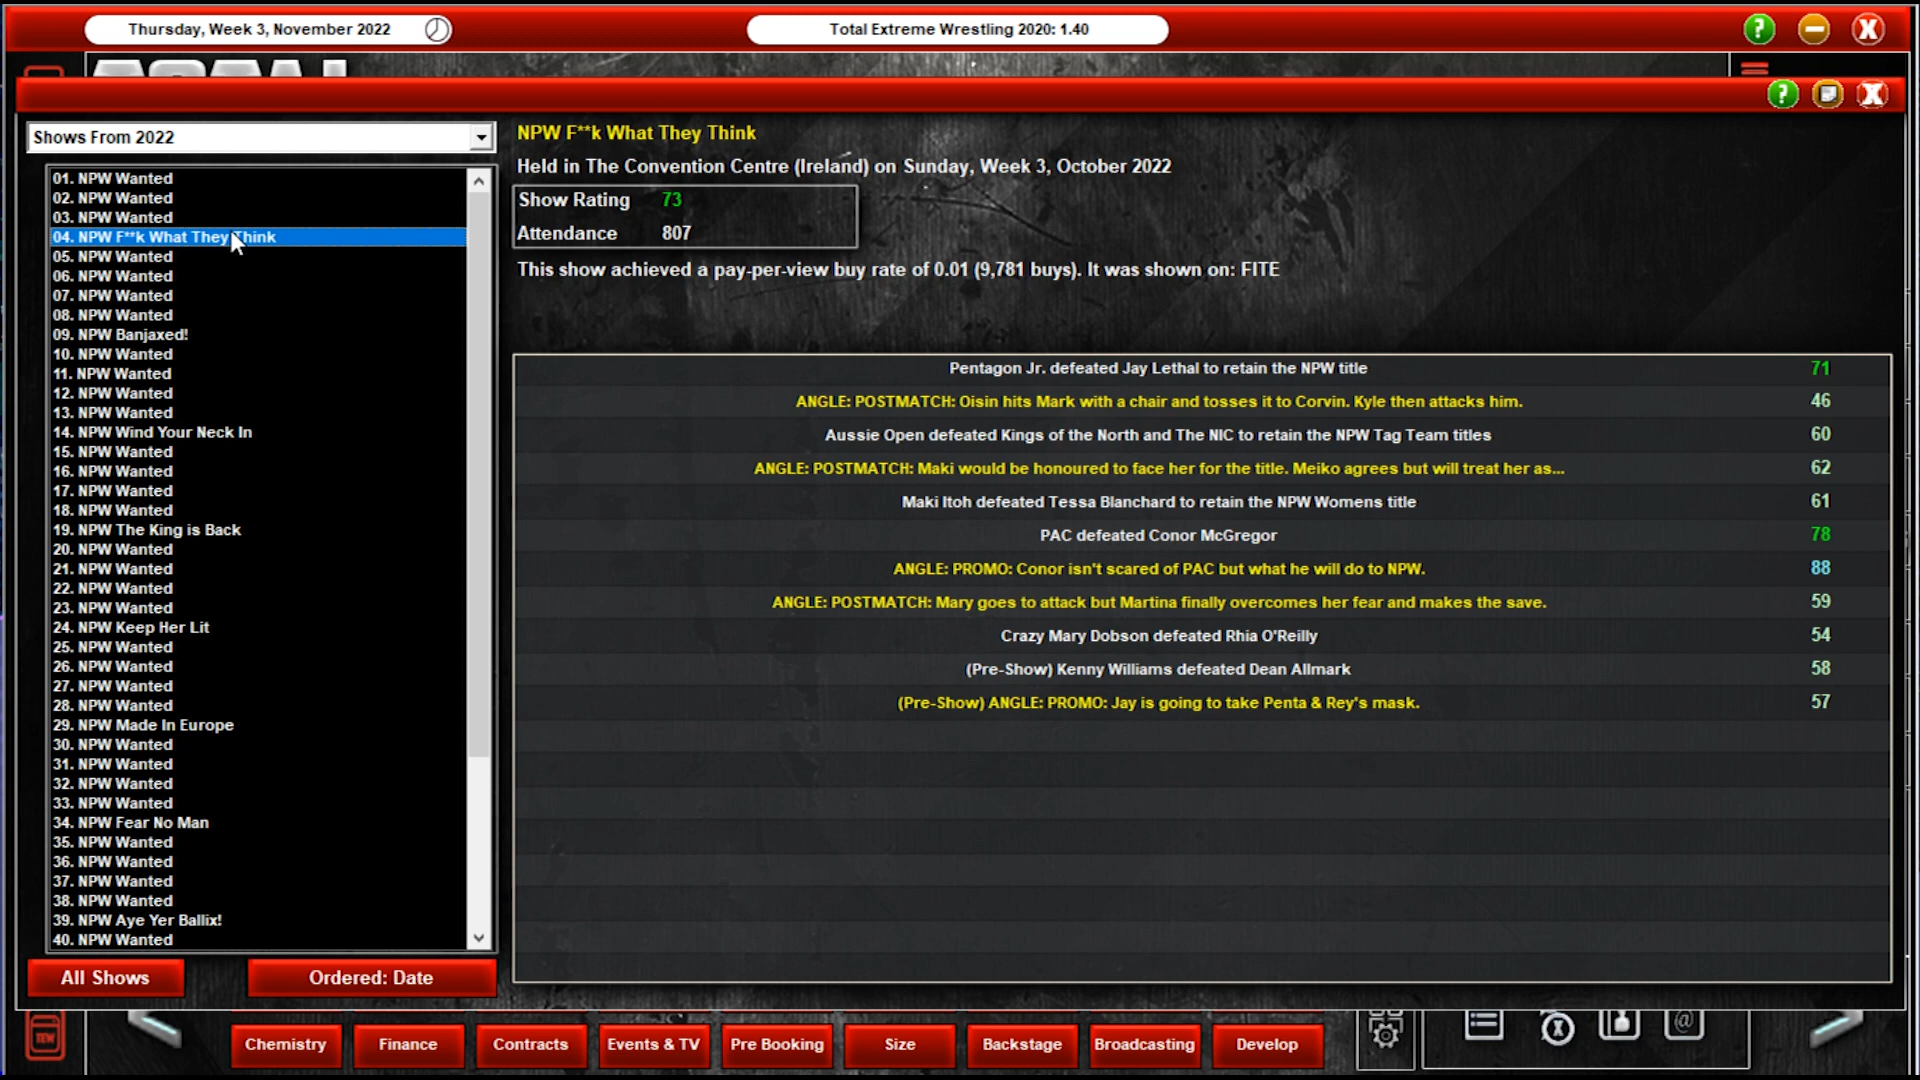 Thursday, Week 3, November 2022
Total Extreme Wrestling 2020: 1.40
Shows From 2022
01. NPW Wanted
02. NPW Wanted
03. NPW Wanted
04. NPW F**k What They Think
05. NPW Wanted
06. NPW Wanted
07. NPW Wanted
08. NPW Wanted
09. NPW Banjaxed!
10. NPW Wanted
11. NPW Wanted
12. NPW Wanted
13. NPW Wanted
14. NPW Wind Your Neck In
15. NPW Wanted
16. NPW Wanted
17. NPW Wanted
18. NPW Wanted
19. NPW The King is Back
20. NPW Wanted
21. NPW Wanted
22. NPW Wanted
23. NPW Wanted
24. NPW Keep Her Lit
25. NPW Wanted
26. NPW Wanted
27. NPW Wanted
28. NPW Wanted
29. NPW Made In Europe
30. NPW Wanted
31. NPW Wanted
32. NPW Wanted
33. NPW Wanted
34. NPW Fear No Man
35. NPW Wanted
36. NPW Wanted
37. NPW Wanted
38. NPW Wanted
39. NPW Aye Yer Ballix!
40. NPW Wanted
All Shows
Ordered: Date
NPW F**k What They Think
Held in The Convention Centre (Ireland) on Sunday, Week 3, October 2022
Show Rating 73
Attendance 807
This show achieved a pay-per-view buy rate of 0.01 (9,781 buys). It was shown on: FITE
Pentagon Jr. defeated Jay Lethal to retain the NPW title 71
ANGLE: POSTMATCH: Oisin hits Mark with a chair and tosses it to Corvin. Kyle then attacks him. 46
Aussie Open defeated Kings of the North and The NIC to retain the NPW Tag Team titles 60
ANGLE: POSTMATCH: Maki would be honoured to face her for the title. Meiko agrees but will treat her as... 62
Maki Itoh defeated Tessa Blanchard to retain the NPW Womens title 61
PAC defeated Conor McGregor 78
ANGLE: PROMO: Conor isn't scared of PAC but what he will do to NPW. 88
ANGLE: POSTMATCH: Mary goes to attack but Martina finally overcomes her fear and makes the save. 59
Crazy Mary Dobson defeated Rhia O'Reilly 54
(Pre-Show) Kenny Williams defeated Dean Allmark 58
(Pre-Show) ANGLE: PROMO: Jay is going to take Penta & Rey's mask. 57
TEW
Chemistry
Finance
Contracts
Events & TV
Pre Booking
Size
Backstage
Broadcasting
Develop